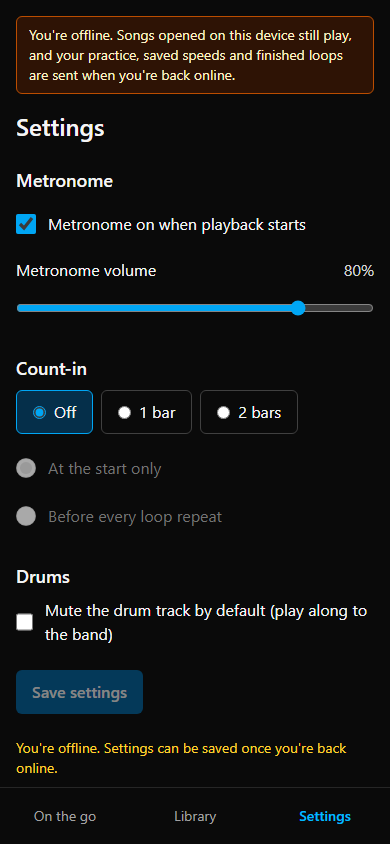 You're offline. Songs opened on this device still play,
and your practice, saved speeds and finished loops
are sent when you're back online.
Settings
Metronome
Metronome on when playback starts
Metronome volume 80%
Count-in
Off 1 bar 2 bars
At the start only
Before every loop repeat
Drums
Mute the drum track by default (play along to
the band)
Save settings
You're offline. Settings can be saved once you're back
online.
On the go Library Settings